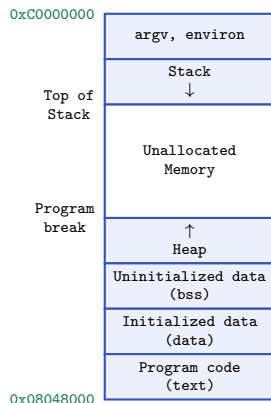 0xC0000000
argv, environ
Stack
↓
Top of
Stack
Unallocated
Memory
Program
break
↑
Heap
Uninitialized data
(bss)
Initialized data
(data)
Program code
(text)
0x08048000